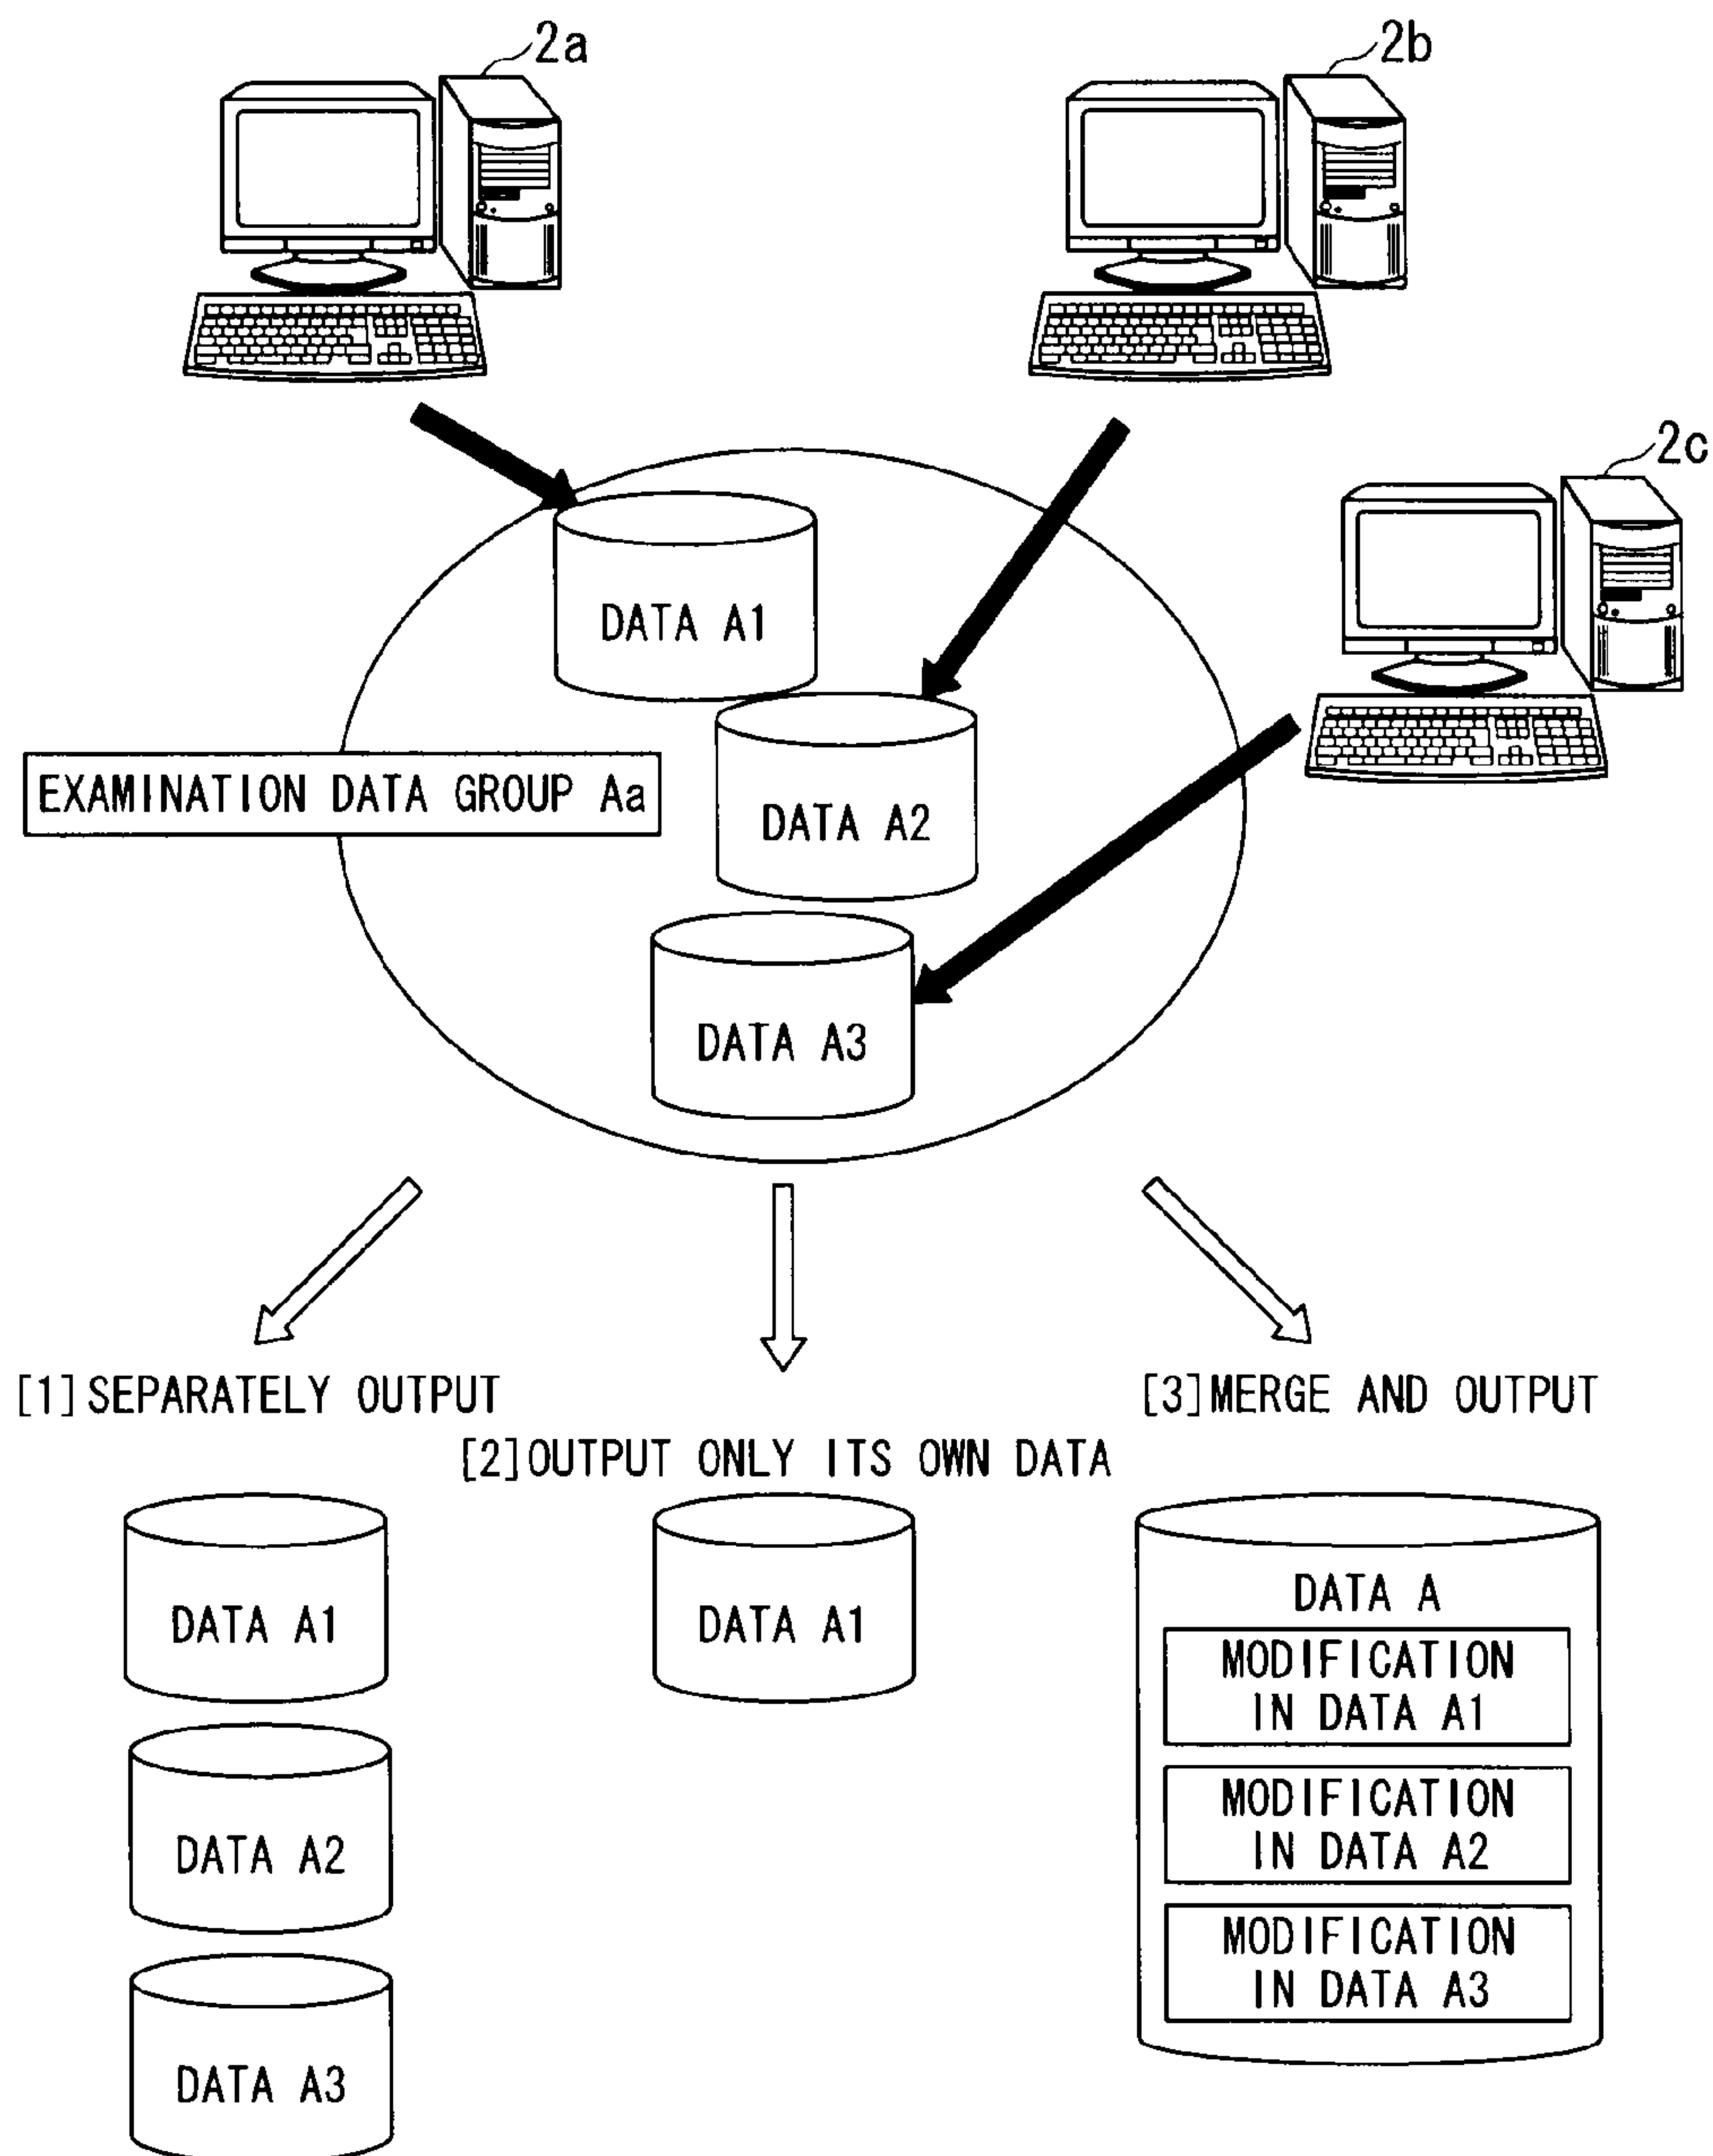 2a
2b
2c
DATA A1
EXAMINATION DATA GROUP Aa
DATA A2
DATA A3
[1]SEPARATELY OUTPUT
[3]MERGE AND OUTPUT
[2]OUTPUT ONLY ITS OWN DATA
DATA A1
DATA A2
DATA A3
DATA A1
DATA A
MODIFICATION
IN DATA A1
MODIFICATION
IN DATA A2
MODIFICATION
IN DATA A3